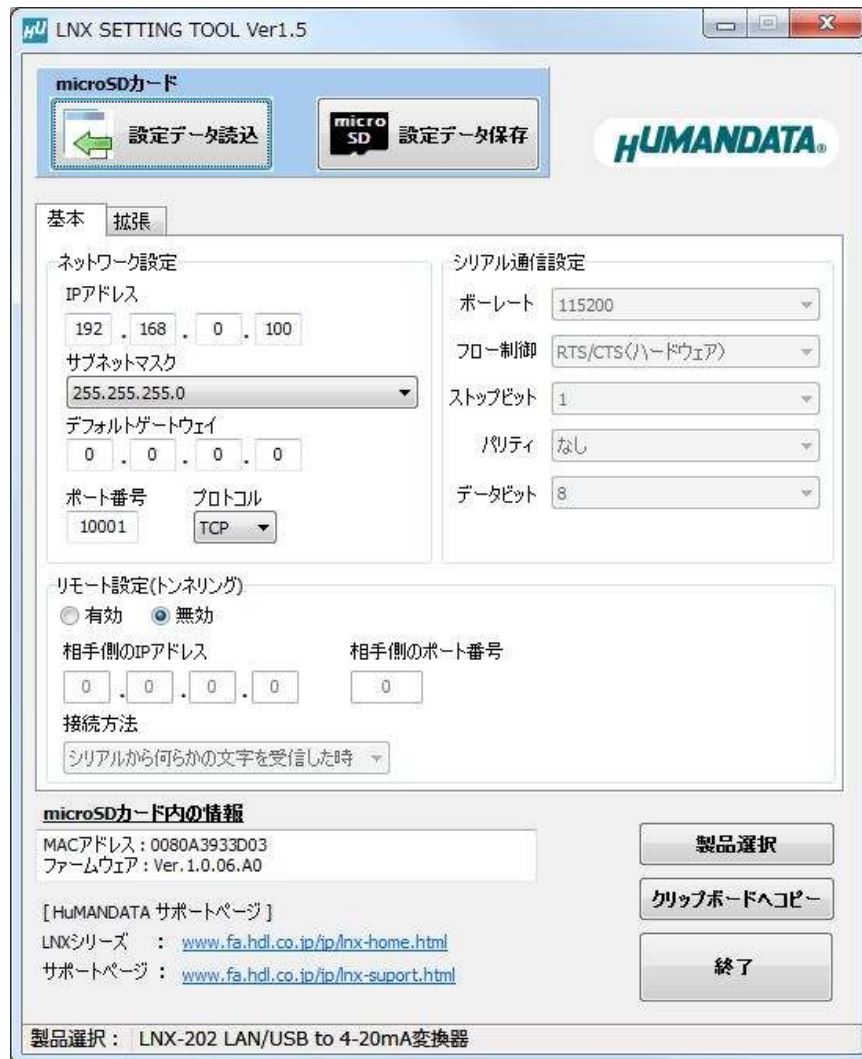 LNX SETTING TOOL Ver1.5
microSDカード
設定データ読込
micro SD 設定データ保存
HUMANDATA®
基本 拡張
ネットワーク設定
IPアドレス
192 . 168 . 0 . 100
サブネットマスク
255.255.255.0
デフォルトゲートウェイ
0 . 0 . 0 . 0
ポート番号 プロトコル
10001 TCP
シリアル通信設定
ボーレート 115200
フロー制御 RTS/CTS(ハードウェア)
ストップビット 1
パリティ なし
データビット 8
リモート設定(トンネリング)
有効 無効
相手側のIPアドレス 相手側のポート番号
0 . 0 . 0 . 0 0
接続方法
シリアルから何らかの文字を受信した時
microSDカード内の情報
MACアドレス : 0080A3933D03
ファームウェア : Ver.1.0.06.A0
[HuMANDATA サポートページ]
LNXシリーズ : www.fa.hdl.co.jp/jp/lnx-home.html
サポートページ : www.fa.hdl.co.jp/jp/lnx-suport.html
製品選択
クリップボードへコピー
終了
製品選択 : LNX-202 LAN/USB to 4-20mA変換器